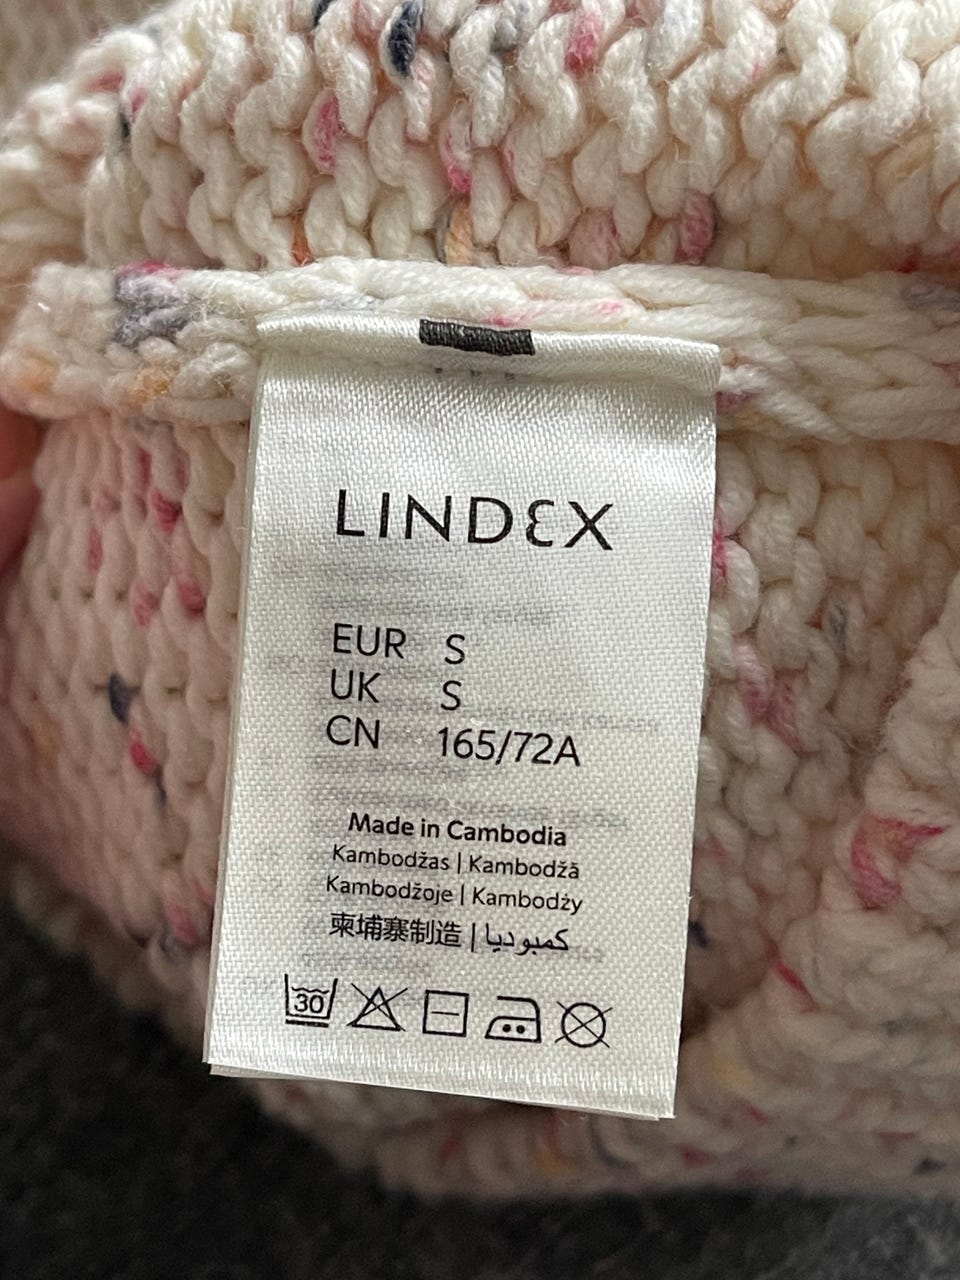 LINDEX
EUR S
UK S
CN 165/72A
Made in Cambodia
Kambodžas | Kambodžā
Kambodžoje | Kambodży
柬埔寨制造 | كمبوديا
30